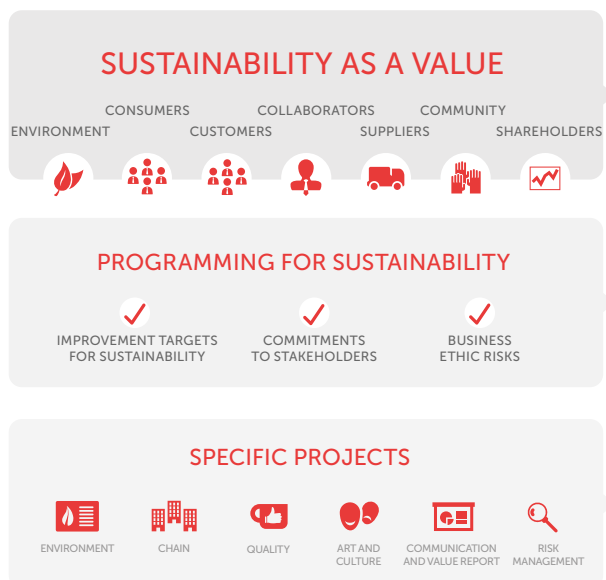 SUSTAINABILITY AS A VALUE
CONSUMERS COLLABORATORS COMMUNITY
ENVIRONMENT CUSTOMERS SUPPLIERS SHAREHOLDERS
PROGRAMMING FOR SUSTAINABILITY
IMPROVEMENT TARGETS
FOR SUSTAINABILITY
COMMITMENTS
TO STAKEHOLDERS
BUSINESS
ETHIC RISKS
SPECIFIC PROJECTS
ENVIRONMENT
CHAIN
QUALITY
ART AND
CULTURE
COMMUNICATION
AND VALUE REPORT
RISK
MANAGEMENT